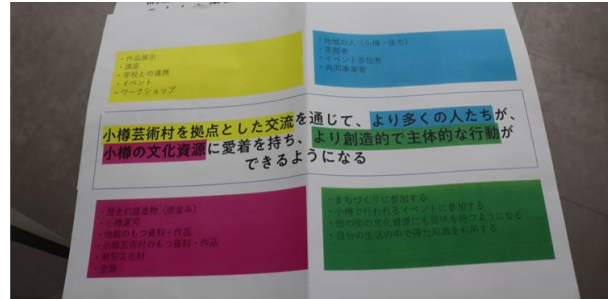 ・作品展示
・講座
・学校との連携
・イベント
・ワークショップ
・地域の人（小樽・後志）
・来館者
・イベント参加者
・共同事業者
小樽芸術村を拠点とした交流を通じて、より多くの人たちが、
小樽の文化資源に愛着を持ち、より創造的で主体的な行動が
できるようになる
・歴史的建造物（街並み）
・小樽運河
・他館のもつ資料・作品
・小樽芸術村のもつ資料・作品
・無形文化財
・史跡
・まちづくりに参加する
・小樽で行われるイベントに参加する
・他の街の文化資源にも興味を持つようになる
・自分の生活の中で得た知識を利用する